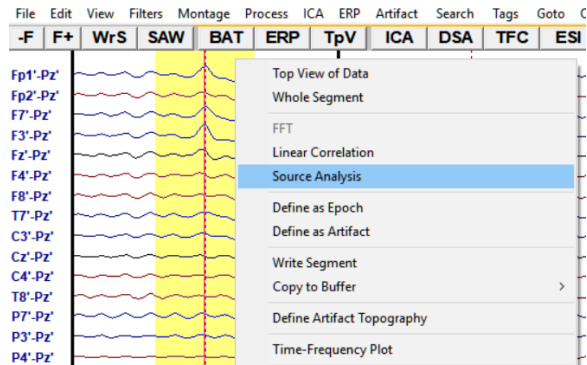 File Edit View Filters Montage Process ICA ERP Artifact Search Tags Goto
-F F+ WrS SAW BAT ERP TpV ICA DSA TFC ESI
Fp1'-Pz'
Fp2'-Pz'
F7'-Pz'
F3'-Pz'
Fz'-Pz'
F4'-Pz'
F8'-Pz'
T7'-Pz'
C3'-Pz'
Cz'-Pz'
C4'-Pz'
T8'-Pz'
P7'-Pz'
P3'-Pz'
P4'-Pz'
Top View of Data
Whole Segment
FFT
Linear Correlation
Source Analysis
Define as Epoch
Define as Artifact
Write Segment
Copy to Buffer >
Define Artifact Topography
Time-Frequency Plot